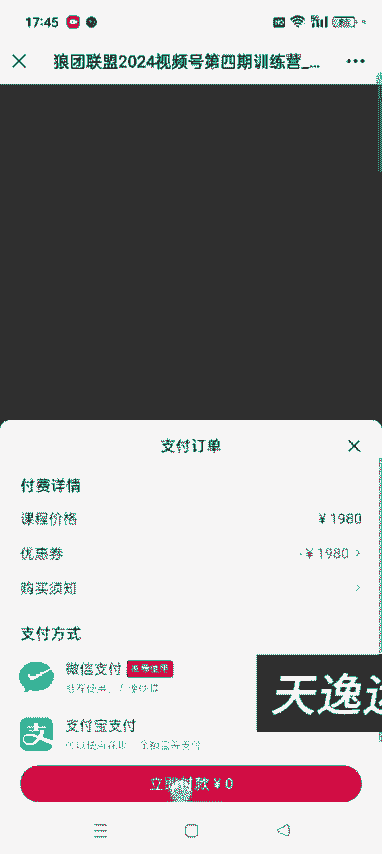 17:45
狼团联盟2024视频号第四期训练营_...
支付订单
付费详情
课程价格
¥1980
优惠券
-¥1980
购买须知
支付方式
微信支付
支付宝支付
天逸
立即付款¥0